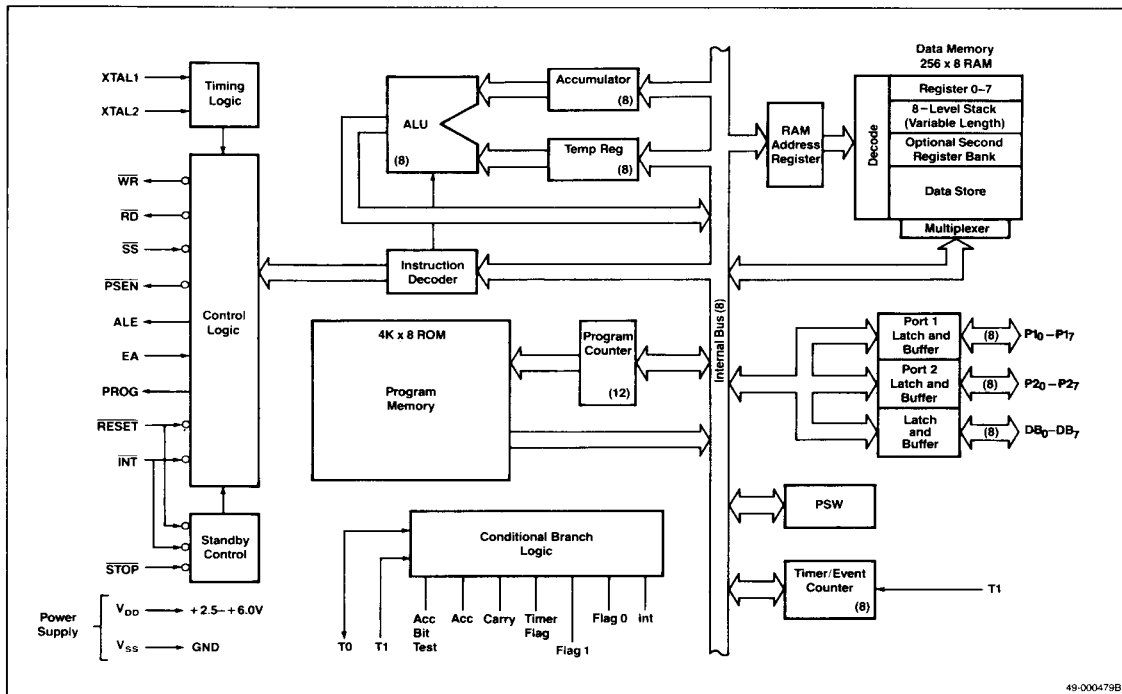 XTAL1
XTAL2
Timing
Logic
WR
RD
SS
PSEN
ALE
EA
PROG
RESET
INT
STOP
Control
Logic
Standby
Control
Power
Supply
VDD
+2.5–+6.0V
VSS
GND
ALU
(8)
Accumulator
(8)
Temp Reg
(8)
Instruction
Decoder
4K x 8 ROM
Program
Memory
Program
Counter
(12)
Conditional Branch
Logic
T0
T1
Acc
Bit
Test
Acc
Carry
Timer
Flag
Flag 1
Flag 0
Int
Internal Bus (8)
RAM
Address
Register
Data Memory
256 x 8 RAM
Decode
Register 0–7
8–Level Stack
(Variable Length)
Optional Second
Register Bank
Data Store
Multiplexer
Port 1
Latch and
Buffer
(8)
P10–P17
Port 2
Latch and
Buffer
(8)
P20–P27
Latch
and
Buffer
(8)
DB0–DB7
PSW
Timer/Event
Counter
(8)
T1
49-000479B